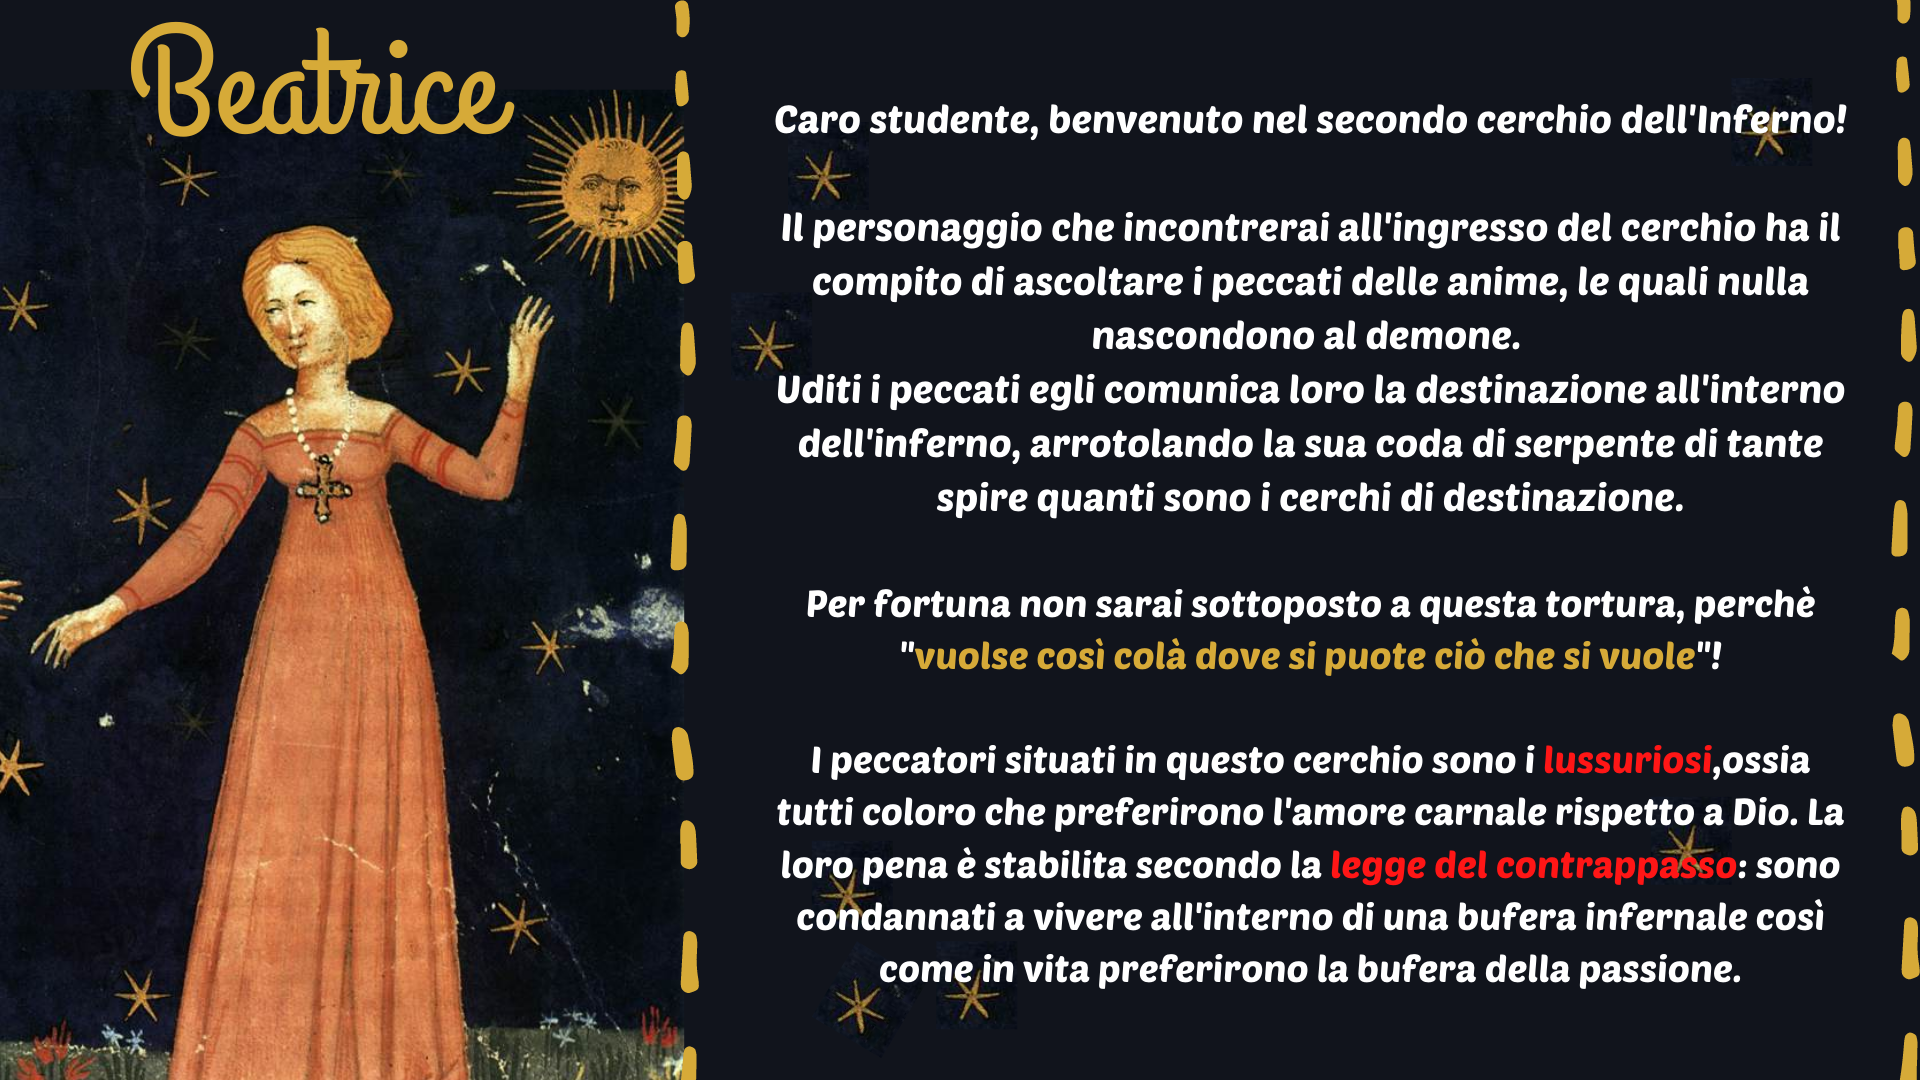 Beatrice
Caro studente, benvenuto nel secondo cerchio dell'Inferno!
Il personaggio che incontrerai all'ingresso del cerchio ha il
compito di ascoltare i peccati delle anime, le quali nulla
nascondono al demone.
Uditi i peccati egli comunica loro la destinazione all'interno
dell'inferno, arrotolando la sua coda di serpente di tante
spire quanti sono i cerchi di destinazione.
Per fortuna non sarai sottoposto a questa tortura, perchè
"vuolse così colà dove si puote ciò che si vuole"!
I peccatori situati in questo cerchio sono i lussuriosi,ossia
tutti coloro che preferirono l'amore carnale rispetto a Dio. La
loro pena è stabilita secondo la legge del contrappasso: sono
condannati a vivere all'interno di una bufera infernale così
come in vita preferirono la bufera della passione.